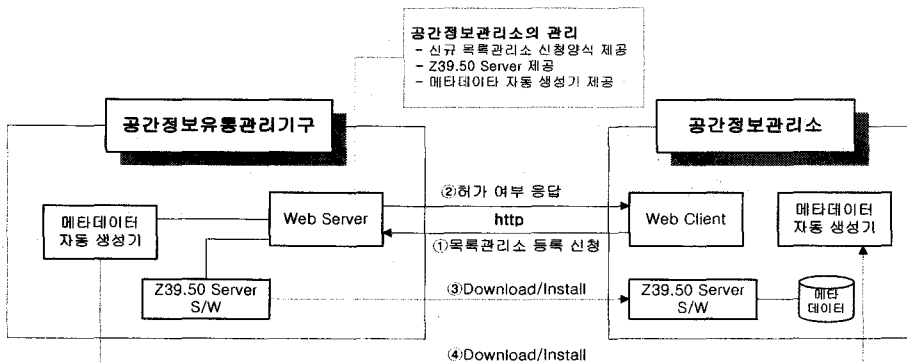 공간정보관리소의 관리
- 신규 목록관리소 신청양식 제공
- Z39.50 Server 제공
- 메타데이타 자동 생성기 제공
공간정보유통관리기구
공간정보관리소
②허가 여부 응답
메타데이터
자동 생성기
Web Server
http
Web Client
메타데이터
자동 생성기
①목록관리소 등록 신청
Z39.50 Server
S/W
③Download/Install
Z39.50 Server
S/W
메타
데이터
④Download/Install